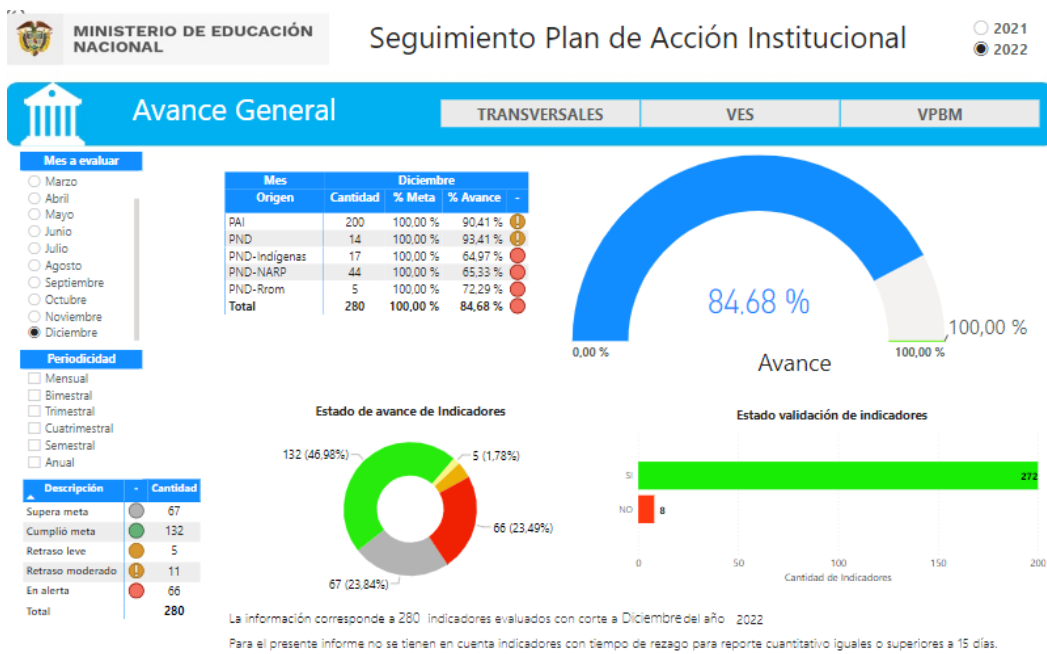 MINISTERIO DE EDUCACIÓN
NACIONAL
Seguimiento Plan de Acción Institucional
2021
2022
Avance General
TRANSVERSALES
VES
VPBM
Mes a evaluar
Marzo
Abril
Mayo
Junio
Julio
Agosto
Septiembre
Octubre
Noviembre
Diciembre
Periodicidad
Mensual
Bimestral
Trimestral
Cuatrimestral
Semestral
Anual
Descripción - Cantidad
Supera meta 67
Cumplió meta 132
Retraso leve 5
Retraso moderado 11
En alerta 66
Total 280
Mes Diciembre
Origen Cantidad % Meta % Avance -
PAI 200 100,00 % 90,41 %
PND 14 100,00 % 93,41 %
PND-Indígenas 17 100,00 % 64,97 %
PND-NARP 44 100,00 % 65,33 %
PND-Rrom 5 100,00 % 72,29 %
Total 280 100,00 % 84,68 %
84,68 %
100,00 %
0,00 %
100,00 %
Avance
Estado de avance de Indicadores
132 (46,98%)
5 (1,78%)
66 (23,49%)
67 (23,84%)
Estado validación de indicadores
SI 272
NO 8
0 50 100 150 200
Cantidad de Indicadores
La información corresponde a 280 indicadores evaluados con corte a Diciembre del año 2022
Para el presente informe no se tienen en cuenta indicadores con tiempo de rezago para reporte cuantitativo iguales o superiores a 15 días.